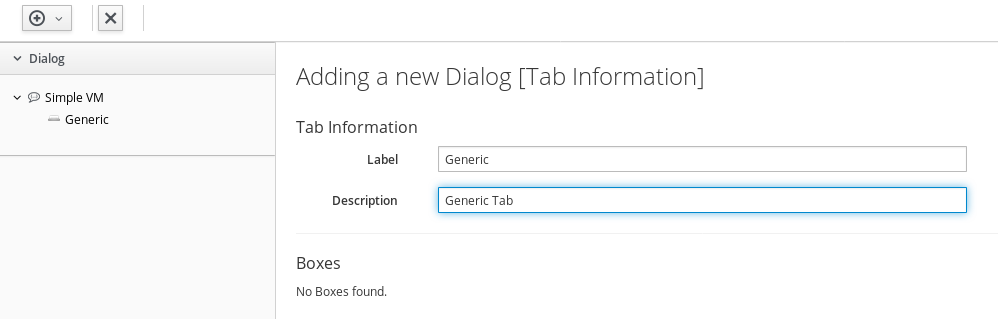 Dialog
Simple VM
Generic
Adding a new Dialog [Tab Information]
Tab Information
Label
Generic
Description
Generic Tab
Boxes
No Boxes found.